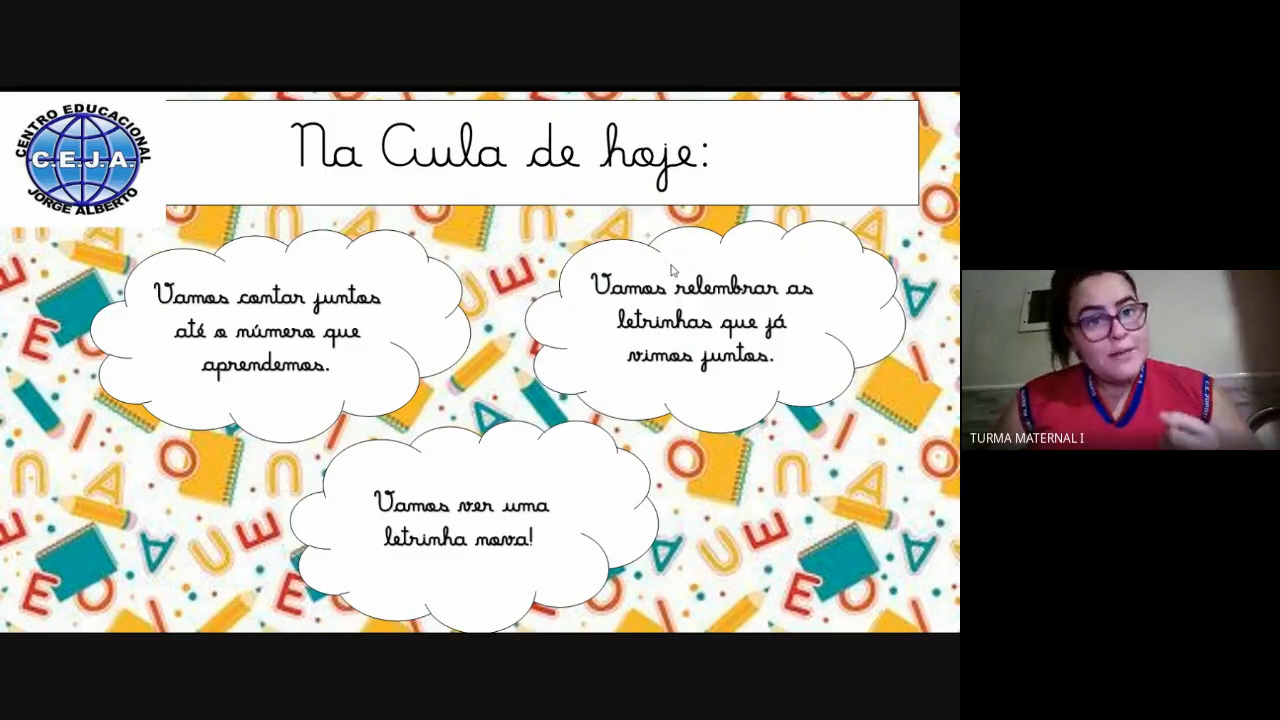 CENTRO EDUCACIONAL
C.E.J.A.
JORGE ALBERTO
Na Aula de hoje:
Vamos contar juntos
até o número que
aprendemos.
Vamos relembrar as
letrinhas que já
vimos juntos.
Vamos ver uma
letrinha nova!
TURMA MATERNAL I